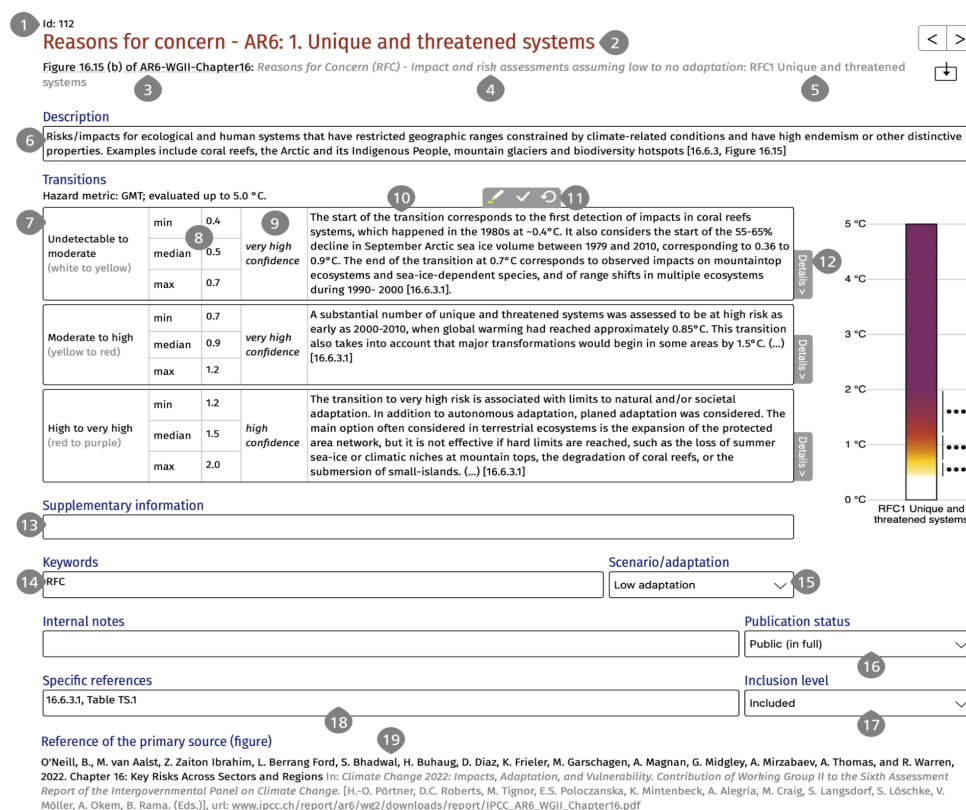 1 Id: 112
Reasons for concern - AR6: 1. Unique and threatened systems 2
< >
Figure 16.15 (b) of AR6-WGII-Chapter16: Reasons for Concern (RFC) - Impact and risk assessments assuming low to no adaptation: RFC1 Unique and threatened
systems 3 4 5
Description
6 Risks/impacts for ecological and human systems that have restricted geographic ranges constrained by climate-related conditions and have high endemism or other distinctive
properties. Examples include coral reefs, the Arctic and its Indigenous People, mountain glaciers and biodiversity hotspots [16.6.3, Figure 16.15]
Transitions
Hazard metric: GMT; evaluated up to 5.0 °C.
10 11
7 8 9
Undetectable to
moderate
(white to yellow)
min 0.4
median 0.5
max 0.7
very high
confidence
The start of the transition corresponds to the first detection of impacts in coral reefs
systems, which happened in the 1980s at ~0.4°C. It also considers the start of the 55-65%
decline in September Arctic sea ice volume between 1979 and 2010, corresponding to 0.36 to
0.9°C. The end of the transition at 0.7°C corresponds to observed impacts on mountaintop
ecosystems and sea-ice-dependent species, and of range shifts in multiple ecosystems
during 1990- 2000 [16.6.3.1].
Details >
12
Moderate to high
(yellow to red)
min 0.7
median 0.9
max 1.2
very high
confidence
A substantial number of unique and threatened systems was assessed to be at high risk as
early as 2000-2010, when global warming had reached approximately 0.85°C. This transition
also takes into account that major transformations would begin in some areas by 1.5°C. (...)
[16.6.3.1]
Details >
High to very high
(red to purple)
min 1.2
median 1.5
max 2.0
high
confidence
The transition to very high risk is associated with limits to natural and/or societal
adaptation. In addition to autonomous adaptation, planed adaptation was considered. The
main option often considered in terrestrial ecosystems is the expansion of the protected
area network, but it is not effective if hard limits are reached, such as the loss of summer
sea-ice or climatic niches at mountain tops, the degradation of coral reefs, or the
submersion of small-islands. (...) [16.6.3.1]
Details >
5 °C
4 °C
3 °C
2 °C
1 °C
0 °C
RFC1 Unique and
threatened systems
Supplementary information
13
Keywords
14 RFC
Scenario/adaptation
Low adaptation 15
Internal notes
Publication status
Public (in full)
16
Specific references
16.6.3.1, Table TS.1
18
Inclusion level
Included
17
Reference of the primary source (figure) 19
O'Neill, B., M. van Aalst, Z. Zaiton Ibrahim, L. Berrang Ford, S. Bhadwal, H. Buhaug, D. Diaz, K. Frieler, M. Garschagen, A. Magnan, G. Midgley, A. Mirzabaev, A. Thomas, and R. Warren,
2022. Chapter 16: Key Risks Across Sectors and Regions In: Climate Change 2022: Impacts, Adaptation, and Vulnerability. Contribution of Working Group II to the Sixth Assessment
Report of the Intergovernmental Panel on Climate Change. [H.-O. Pörtner, D.C. Roberts, M. Tignor, E.S. Poloczanska, K. Mintenbeck, A. Alegria, M. Craig, S. Langsdorf, S. Löschke, V.
Möller, A. Okem, B. Rama. (Eds.)], url: www.ipcc.ch/report/ar6/wg2/downloads/report/IPCC_AR6_WGII_Chapter16.pdf